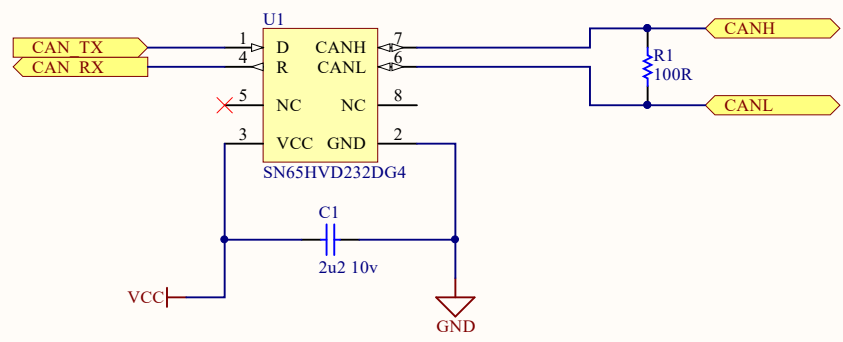 U1
1 7
CAN_TX D CANH CANH
4 6
CAN_RX R CANL R1
100R
5 NC NC 8
CANL
3 VCC GND 2
SN65HVD232DG4
C1
2u2 10v
VCC
GND